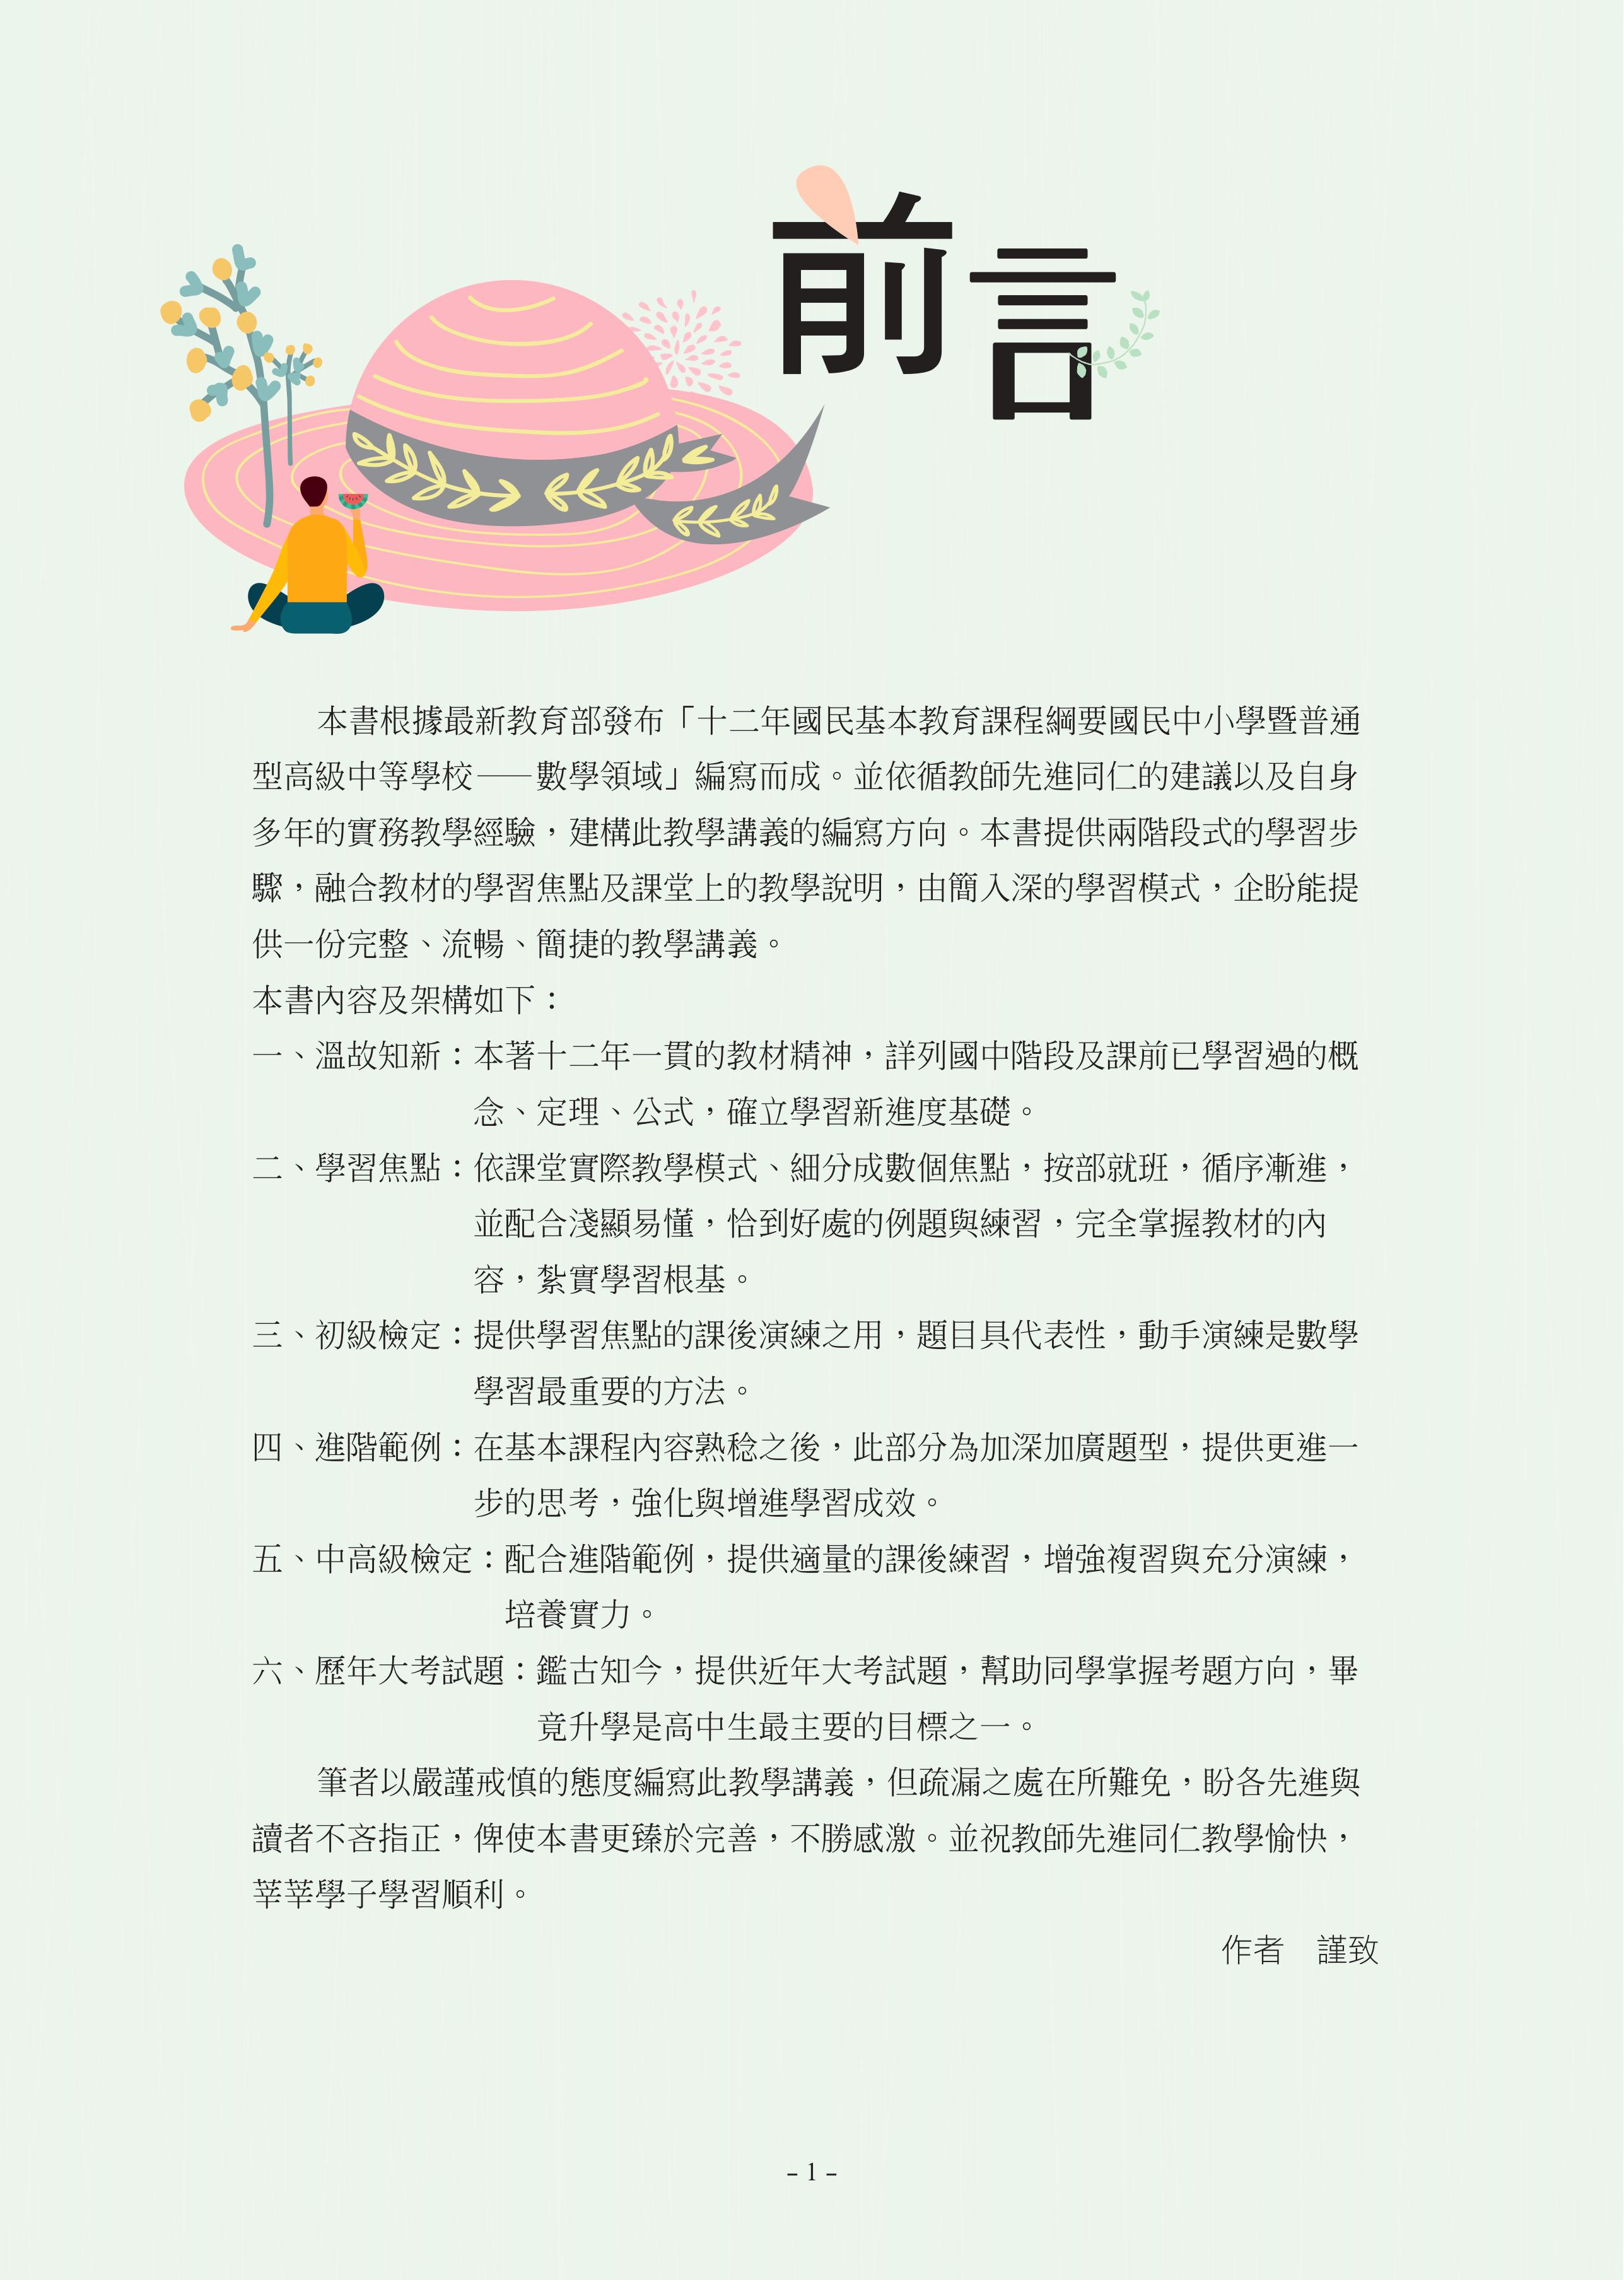 前言
本書根據最新教育部發布「十二年國民基本教育課程綱要國民中小學暨普通
型高級中等學校——數學領域」編寫而成。並依循教師先進同仁的建議以及自身
多年的實務教學經驗，建構此教學講義的編寫方向。本書提供兩階段式的學習步
驟，融合教材的學習焦點及課堂上的教學說明，由簡入深的學習模式，企盼能提
供一份完整、流暢、簡捷的教學講義。
本書內容及架構如下：
一、溫故知新：本著十二年一貫的教材精神，詳列國中階段及課前已學習過的概
念、定理、公式，確立學習新進度基礎。
二、學習焦點：依課堂實際教學模式、細分成數個焦點，按部就班，循序漸進，
並配合淺顯易懂，恰到好處的例題與練習，完全掌握教材的內
容，紮實學習根基。
三、初級檢定：提供學習焦點的課後演練之用，題目具代表性，動手演練是數學
學習最重要的方法。
四、進階範例：在基本課程內容熟稔之後，此部分為加深加廣題型，提供更進一
步的思考，強化與增進學習成效。
五、中高級檢定：配合進階範例，提供適量的課後練習，增強複習與充分演練，
培養實力。
六、歷年大考試題：鑑古知今，提供近年大考試題，幫助同學掌握考題方向，畢
竟升學是高中生最主要的目標之一。
筆者以嚴謹戒慎的態度編寫此教學講義，但疏漏之處在所難免，盼各先進與
讀者不吝指正，俾使本書更臻於完善，不勝感激。並祝教師先進同仁教學愉快，
莘莘學子學習順利。
作者　謹致
– 1 –